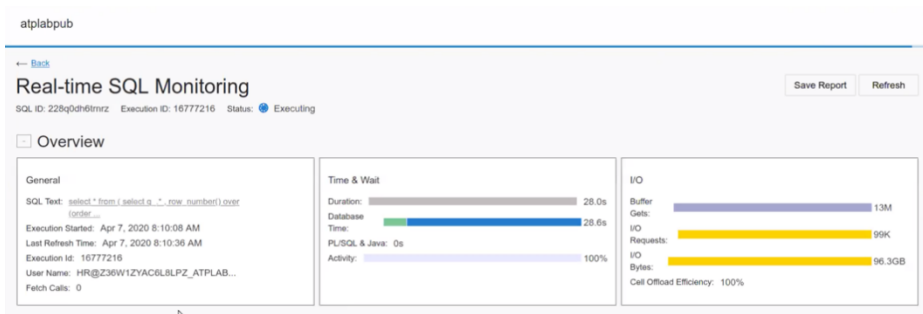 atplabpub
← Back
Real-time SQL Monitoring
Save Report
Refresh
SQL ID: 228q0dh6trnrz Execution ID: 16777216 Status: Executing
Overview
General
SQL Text: select * from ( select q_.* , row_number() over
(order ...
Execution Started: Apr 7, 2020 8:10:08 AM
Last Refresh Time: Apr 7, 2020 8:10:36 AM
Execution Id: 16777216
User Name: HR@Z36W1ZYAC6L8LPZ_ATPLAB...
Fetch Calls: 0
Time & Wait
Duration: 28.0s
Database
Time: 28.6s
PL/SQL & Java: 0s
Activity: 100%
I/O
Buffer
Gets: 13M
I/O
Requests: 99K
I/O
Bytes: 96.3GB
Cell Offload Efficiency: 100%